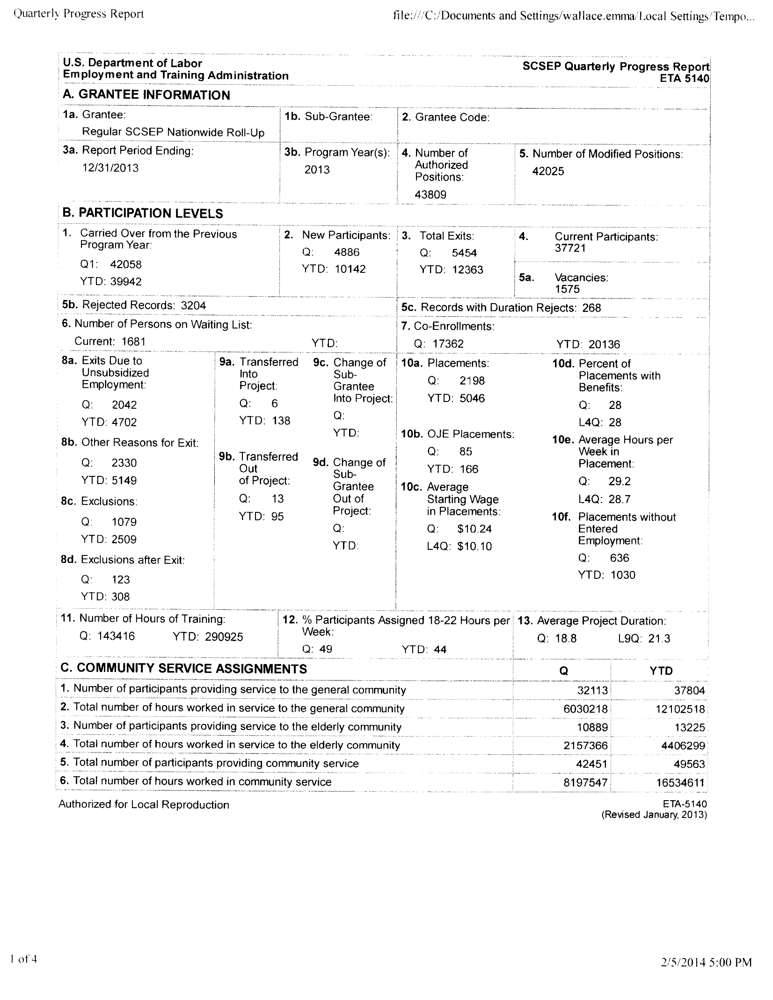 Quarterly Progress Report
file:///C:/Documents and Settings/wallace.emma/Local Settings/Tempo...
U.S. Department of Labor
Employment and Training Administration
SCSEP Quarterly Progress Report
ETA 5140
A. GRANTEE INFORMATION
1a. Grantee:
Regular SCSEP Nationwide Roll-Up
1b. Sub-Grantee:
2. Grantee Code:
3a. Report Period Ending:
12/31/2013
3b. Program Year(s):
2013
4. Number of
Authorized
Positions:
43809
5. Number of Modified Positions:
42025
B. PARTICIPATION LEVELS
1. Carried Over from the Previous
Program Year:
Q1: 42058
YTD: 39942
2. New Participants:
Q: 4886
YTD: 10142
3. Total Exits:
Q: 5454
YTD: 12363
4. Current Participants:
37721
5a. Vacancies:
1575
5b. Rejected Records: 3204
5c. Records with Duration Rejects: 268
6. Number of Persons on Waiting List:
Current: 1681 YTD:
7. Co-Enrollments:
Q: 17362 YTD: 20136
8a. Exits Due to
Unsubsidized
Employment:
Q: 2042
YTD: 4702
8b. Other Reasons for Exit:
Q: 2330
YTD: 5149
8c. Exclusions:
Q: 1079
YTD: 2509
8d. Exclusions after Exit:
Q: 123
YTD: 308
9a. Transferred
Into
Project:
Q: 6
YTD: 138
9b. Transferred
Out
of Project:
Q: 13
YTD: 95
9c. Change of
Sub-
Grantee
Into Project:
Q:
YTD:
9d. Change of
Sub-
Grantee
Out of
Project:
Q:
YTD:
10a. Placements:
Q: 2198
YTD: 5046
10b. OJE Placements:
Q: 85
YTD: 166
10c. Average
Starting Wage
in Placements:
Q: $10.24
L4Q: $10.10
10d. Percent of
Placements with
Benefits:
Q: 28
L4Q: 28
10e. Average Hours per
Week in
Placement:
Q: 29.2
L4Q: 28.7
10f. Placements without
Entered
Employment:
Q: 636
YTD: 1030
11. Number of Hours of Training:
Q: 143416 YTD: 290925
12. % Participants Assigned 18-22 Hours per
Week:
Q: 49 YTD: 44
13. Average Project Duration:
Q: 18.8 L9Q: 21.3
C. COMMUNITY SERVICE ASSIGNMENTS Q YTD
1. Number of participants providing service to the general community 32113 37804
2. Total number of hours worked in service to the general community 6030218 12102518
3. Number of participants providing service to the elderly community 10889 13225
4. Total number of hours worked in service to the elderly community 2157366 4406299
5. Total number of participants providing community service 42451 49563
6. Total number of hours worked in community service 8197547 16534611
Authorized for Local Reproduction
ETA-5140
(Revised January, 2013)
1 of 4
2/5/2014 5:00 PM